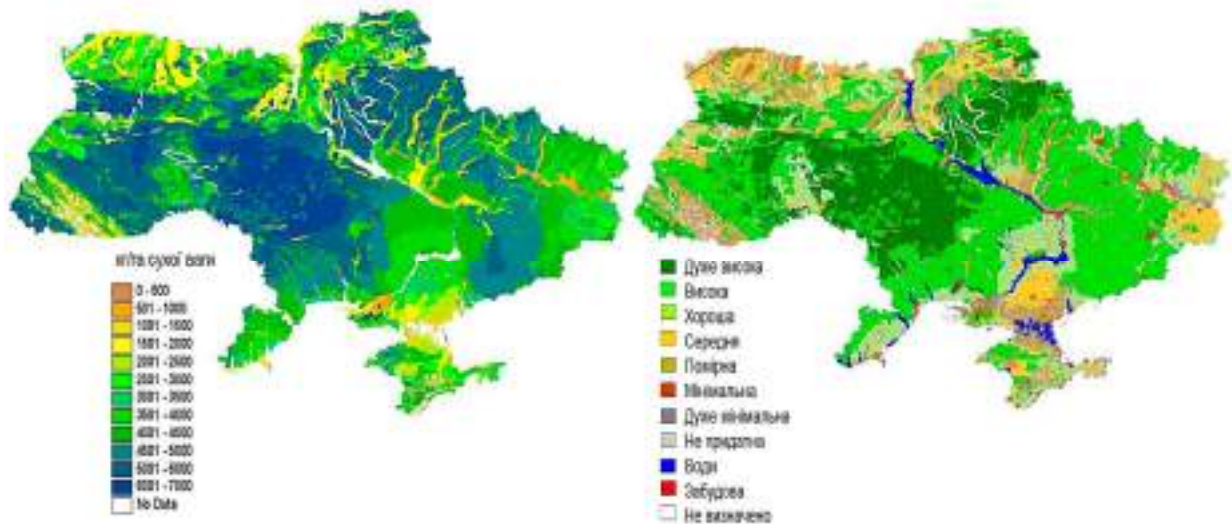 кг/га сухої ваги
0 - 500
501 - 1000
1001 - 1500
1501 - 2000
2001 - 2500
2501 - 3000
3001 - 3500
3501 - 4000
4001 - 4500
4501 - 5000
5001 - 6000
6001 - 7000
No Data
Дуже висока
Висока
Хороша
Середня
Помірна
Мінімальна
Дуже мінімальна
Не придатна
Води
Забудова
Не визначено